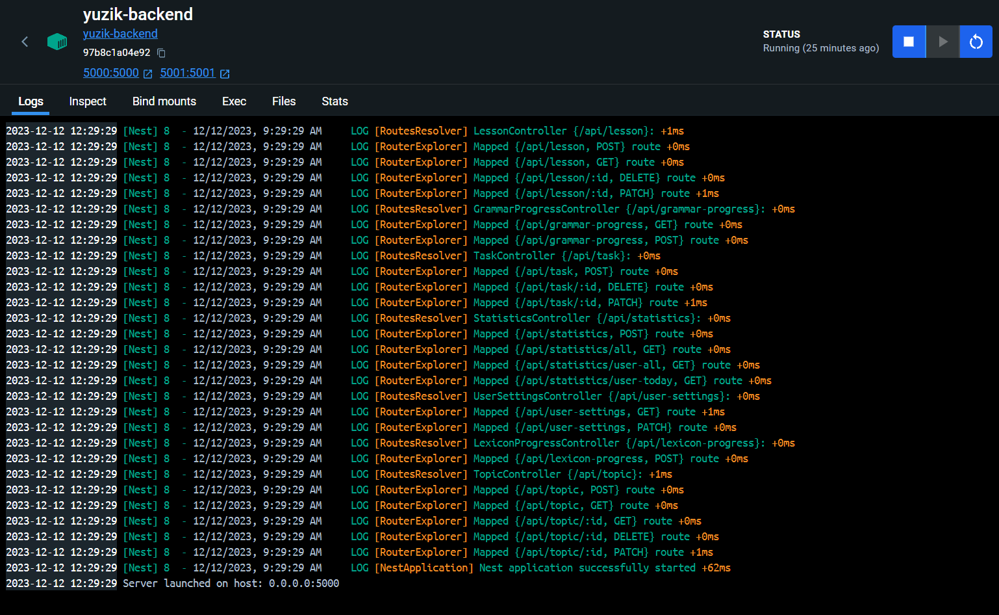 yuzik-backend
yuzik-backend
97b8c1a04e92
5000:5000 5001:5001
STATUS
Running (25 minutes ago)
Logs Inspect Bind mounts Exec Files Stats
2023-12-12 12:29:29 [Nest] 8  - 12/12/2023, 9:29:29 AM     LOG [RoutesResolver] LessonController {/api/lesson}: +1ms
2023-12-12 12:29:29 [Nest] 8  - 12/12/2023, 9:29:29 AM     LOG [RouterExplorer] Mapped {/api/lesson, POST} route +0ms
2023-12-12 12:29:29 [Nest] 8  - 12/12/2023, 9:29:29 AM     LOG [RouterExplorer] Mapped {/api/lesson, GET} route +0ms
2023-12-12 12:29:29 [Nest] 8  - 12/12/2023, 9:29:29 AM     LOG [RouterExplorer] Mapped {/api/lesson/:id, DELETE} route +0ms
2023-12-12 12:29:29 [Nest] 8  - 12/12/2023, 9:29:29 AM     LOG [RouterExplorer] Mapped {/api/lesson/:id, PATCH} route +1ms
2023-12-12 12:29:29 [Nest] 8  - 12/12/2023, 9:29:29 AM     LOG [RoutesResolver] GrammarProgressController {/api/grammar-progress}: +0ms
2023-12-12 12:29:29 [Nest] 8  - 12/12/2023, 9:29:29 AM     LOG [RouterExplorer] Mapped {/api/grammar-progress, GET} route +0ms
2023-12-12 12:29:29 [Nest] 8  - 12/12/2023, 9:29:29 AM     LOG [RouterExplorer] Mapped {/api/grammar-progress, POST} route +0ms
2023-12-12 12:29:29 [Nest] 8  - 12/12/2023, 9:29:29 AM     LOG [RoutesResolver] TaskController {/api/task}: +0ms
2023-12-12 12:29:29 [Nest] 8  - 12/12/2023, 9:29:29 AM     LOG [RouterExplorer] Mapped {/api/task, POST} route +0ms
2023-12-12 12:29:29 [Nest] 8  - 12/12/2023, 9:29:29 AM     LOG [RouterExplorer] Mapped {/api/task/:id, DELETE} route +0ms
2023-12-12 12:29:29 [Nest] 8  - 12/12/2023, 9:29:29 AM     LOG [RouterExplorer] Mapped {/api/task/:id, PATCH} route +1ms
2023-12-12 12:29:29 [Nest] 8  - 12/12/2023, 9:29:29 AM     LOG [RoutesResolver] StatisticsController {/api/statistics}: +0ms
2023-12-12 12:29:29 [Nest] 8  - 12/12/2023, 9:29:29 AM     LOG [RouterExplorer] Mapped {/api/statistics, POST} route +0ms
2023-12-12 12:29:29 [Nest] 8  - 12/12/2023, 9:29:29 AM     LOG [RouterExplorer] Mapped {/api/statistics/all, GET} route +0ms
2023-12-12 12:29:29 [Nest] 8  - 12/12/2023, 9:29:29 AM     LOG [RouterExplorer] Mapped {/api/statistics/user-all, GET} route +0ms
2023-12-12 12:29:29 [Nest] 8  - 12/12/2023, 9:29:29 AM     LOG [RouterExplorer] Mapped {/api/statistics/user-today, GET} route +0ms
2023-12-12 12:29:29 [Nest] 8  - 12/12/2023, 9:29:29 AM     LOG [RoutesResolver] UserSettingsController {/api/user-settings}: +0ms
2023-12-12 12:29:29 [Nest] 8  - 12/12/2023, 9:29:29 AM     LOG [RouterExplorer] Mapped {/api/user-settings, GET} route +1ms
2023-12-12 12:29:29 [Nest] 8  - 12/12/2023, 9:29:29 AM     LOG [RouterExplorer] Mapped {/api/user-settings, PATCH} route +0ms
2023-12-12 12:29:29 [Nest] 8  - 12/12/2023, 9:29:29 AM     LOG [RoutesResolver] LexiconProgressController {/api/lexicon-progress}: +0ms
2023-12-12 12:29:29 [Nest] 8  - 12/12/2023, 9:29:29 AM     LOG [RouterExplorer] Mapped {/api/lexicon-progress, POST} route +0ms
2023-12-12 12:29:29 [Nest] 8  - 12/12/2023, 9:29:29 AM     LOG [RoutesResolver] TopicController {/api/topic}: +1ms
2023-12-12 12:29:29 [Nest] 8  - 12/12/2023, 9:29:29 AM     LOG [RouterExplorer] Mapped {/api/topic, POST} route +0ms
2023-12-12 12:29:29 [Nest] 8  - 12/12/2023, 9:29:29 AM     LOG [RouterExplorer] Mapped {/api/topic, GET} route +0ms
2023-12-12 12:29:29 [Nest] 8  - 12/12/2023, 9:29:29 AM     LOG [RouterExplorer] Mapped {/api/topic/:id, GET} route +0ms
2023-12-12 12:29:29 [Nest] 8  - 12/12/2023, 9:29:29 AM     LOG [RouterExplorer] Mapped {/api/topic/:id, DELETE} route +0ms
2023-12-12 12:29:29 [Nest] 8  - 12/12/2023, 9:29:29 AM     LOG [RouterExplorer] Mapped {/api/topic/:id, PATCH} route +1ms
2023-12-12 12:29:29 [Nest] 8  - 12/12/2023, 9:29:29 AM     LOG [NestApplication] Nest application successfully started +62ms
2023-12-12 12:29:29 Server launched on host: 0.0.0.0:5000